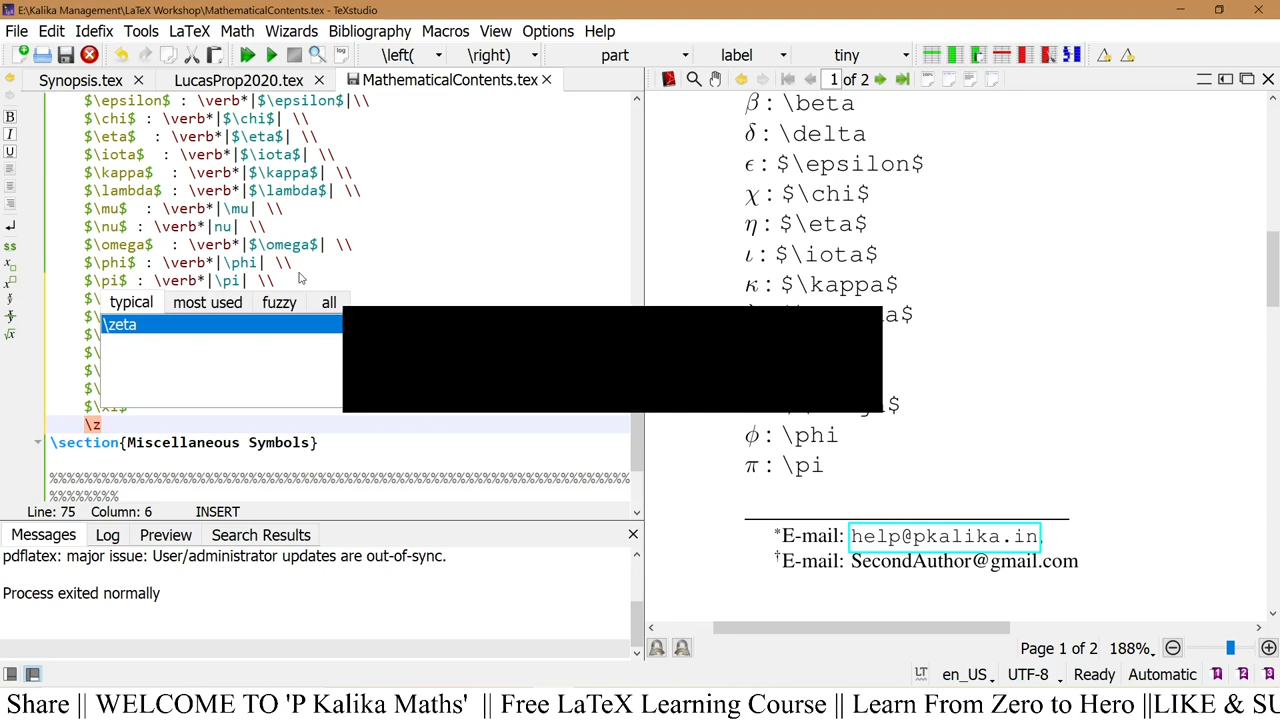 E:\Kalika Management\LaTeX Workshop\MathematicalContents.tex - TeXstudio
File Edit Idefix Tools LaTeX Math Wizards Bibliography Macros View Options Help
\left( \right) part label tiny
Synopsis.tex LucasProp2020.tex MathematicalContents.tex
1 of 2
$\epsilon$ : \verb*|$\epsilon$|\\
$\chi$ : \verb*|$\chi$| \\
$\eta$ : \verb*|$\eta$| \\
$\iota$ : \verb*|$\iota$| \\
$\kappa$ : \verb*|$\kappa$| \\
$\lambda$ : \verb*|$\lambda$| \\
$\mu$ : \verb*|\mu| \\
$\nu$ : \verb*|nu| \\
$\omega$ : \verb*|$\omega$| \\
$\phi$ : \verb*|\phi| \\
$\pi$ : \verb*|\pi| \\
typical most used fuzzy all
\zeta
$\xi$
\z
\section{Miscellaneous Symbols}
%%%%%%%%%%%%%%%%%%%%%%%%%%%%%%%%%%%%%%%%%%%%%%%%%%%%%%%%%%%%%%%%%%%%
%%%%%%%%
Line: 75 Column: 6 INSERT
Messages Log Preview Search Results
pdflatex: major issue: User/administrator updates are out-of-sync.
Process exited normally
β: \beta
δ: \delta
ϵ: $\epsilon$
χ: $\chi$
η: $\eta$
ι: $\iota$
κ: $\kappa$
ϕ: \phi
π: \pi
*E-mail: help@pkalika.in,
†E-mail: SecondAuthor@gmail.com
Page 1 of 2 188%
en_US UTF-8 Ready Automatic
Share || WELCOME TO 'P Kalika Maths' || Free LaTeX Learning Course || Learn From Zero to Hero ||LIKE & SU